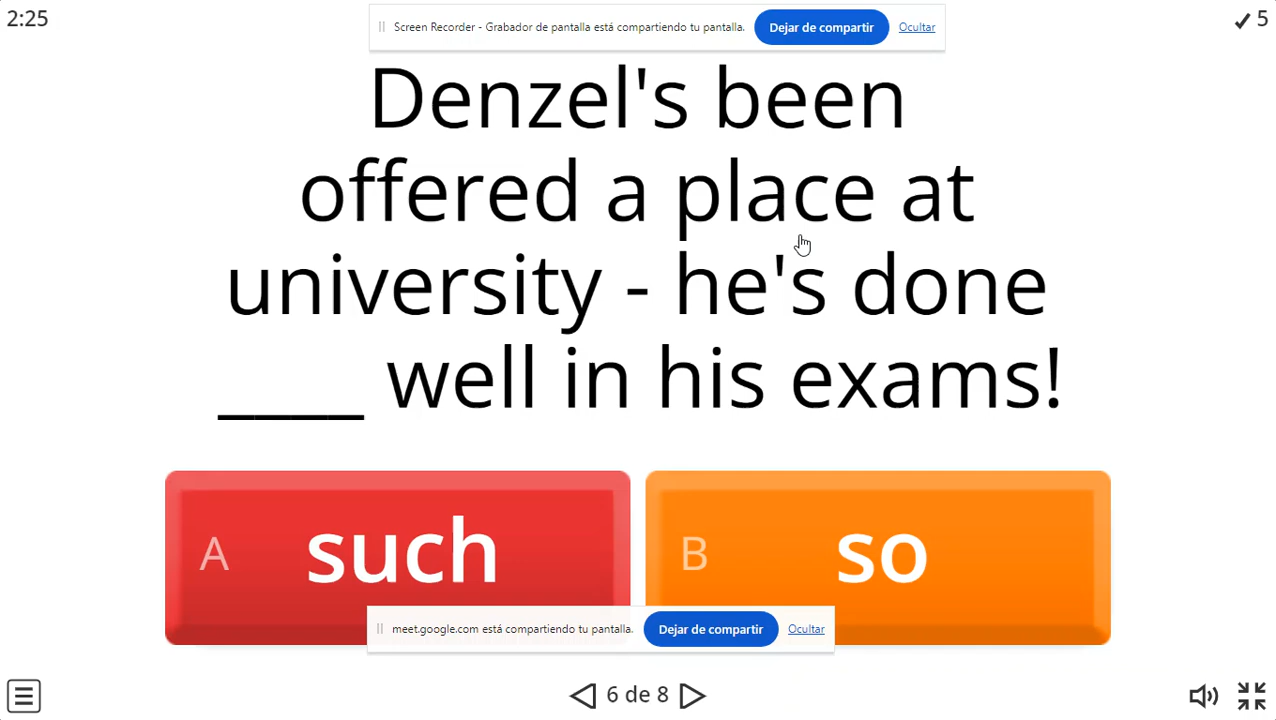 2:25
Screen Recorder - Grabador de pantalla está compartiendo tu pantalla. Dejar de compartir Ocultar
5
Denzel's been
offered a place at
university - he's done
____ well in his exams!
A such
B so
meet.google.com está compartiendo tu pantalla. Dejar de compartir Ocultar
6 de 8